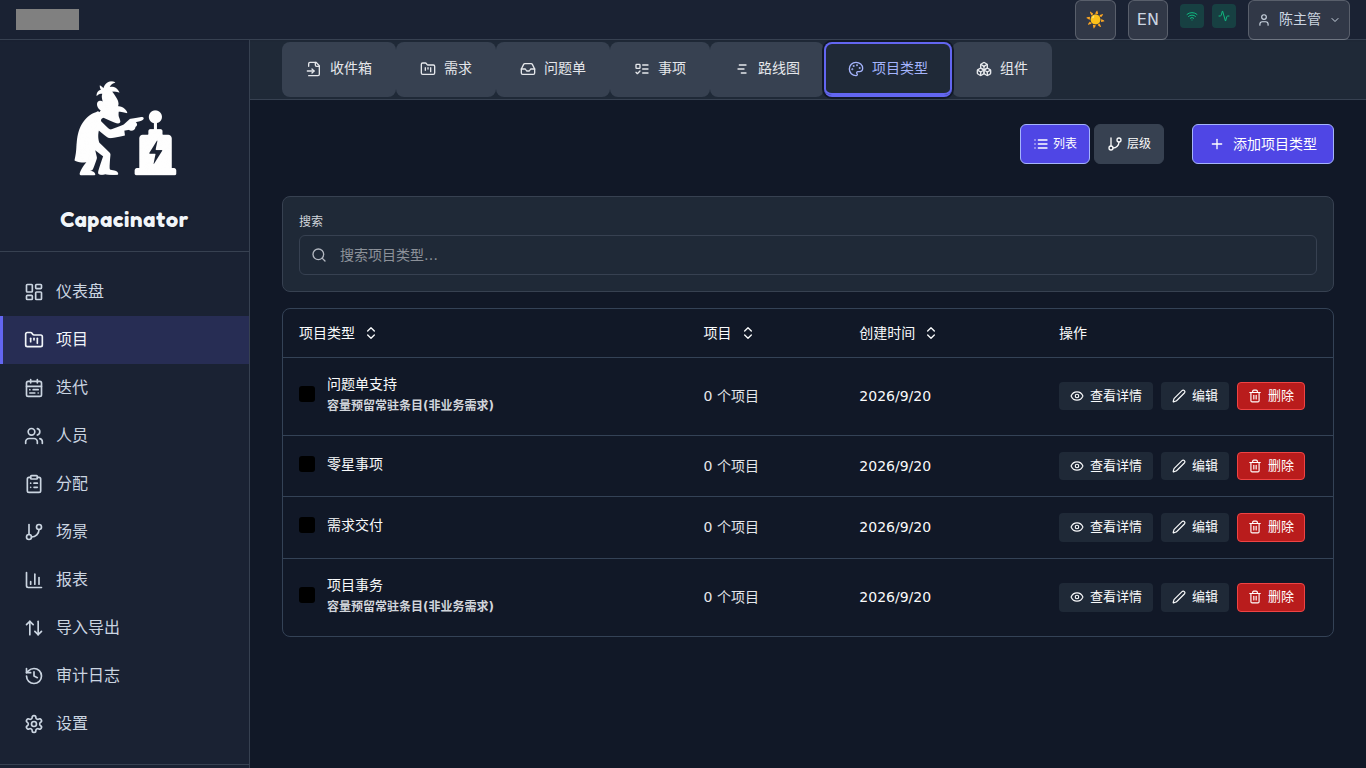 EN
陈主管
Capacinator
仪表盘
项目
迭代
人员
分配
场景
报表
导入导出
审计日志
设置
收件箱
需求
问题单
事项
路线图
项目类型
组件
列表
层级
添加项目类型
搜索
搜索项目类型...
项目类型 项目 创建时间 操作
问题单支持
容量预留常驻条目(非业务需求)
0 个项目 2026/9/20 查看详情 编辑 删除
零星事项 0 个项目 2026/9/20 查看详情 编辑 删除
需求交付 0 个项目 2026/9/20 查看详情 编辑 删除
项目事务
容量预留常驻条目(非业务需求)
0 个项目 2026/9/20 查看详情 编辑 删除